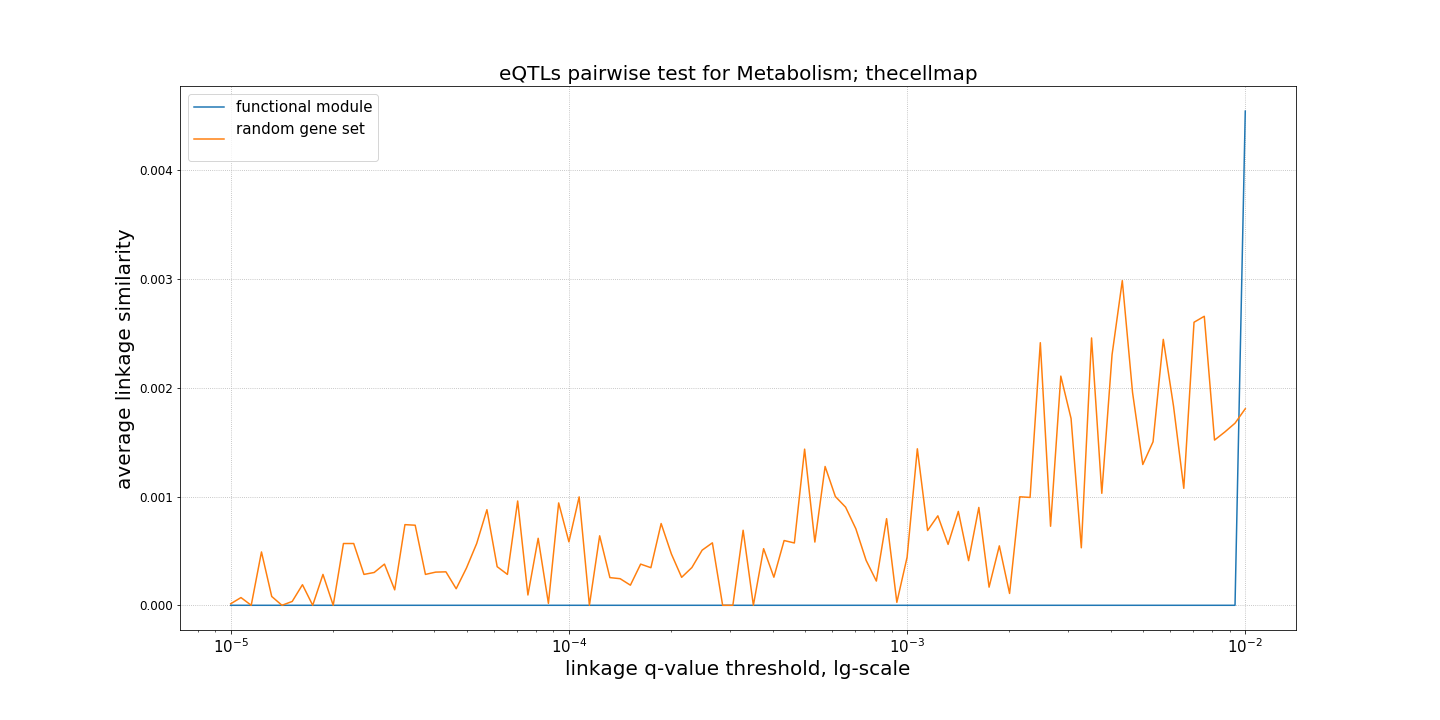 eQTLs pairwise test for Metabolism; thecellmap
functional module
random gene set
average linkage similarity
0.004
0.003
0.002
0.001
0.000
10⁻⁵
10⁻⁴
10⁻³
10⁻²
linkage q-value threshold, lg-scale